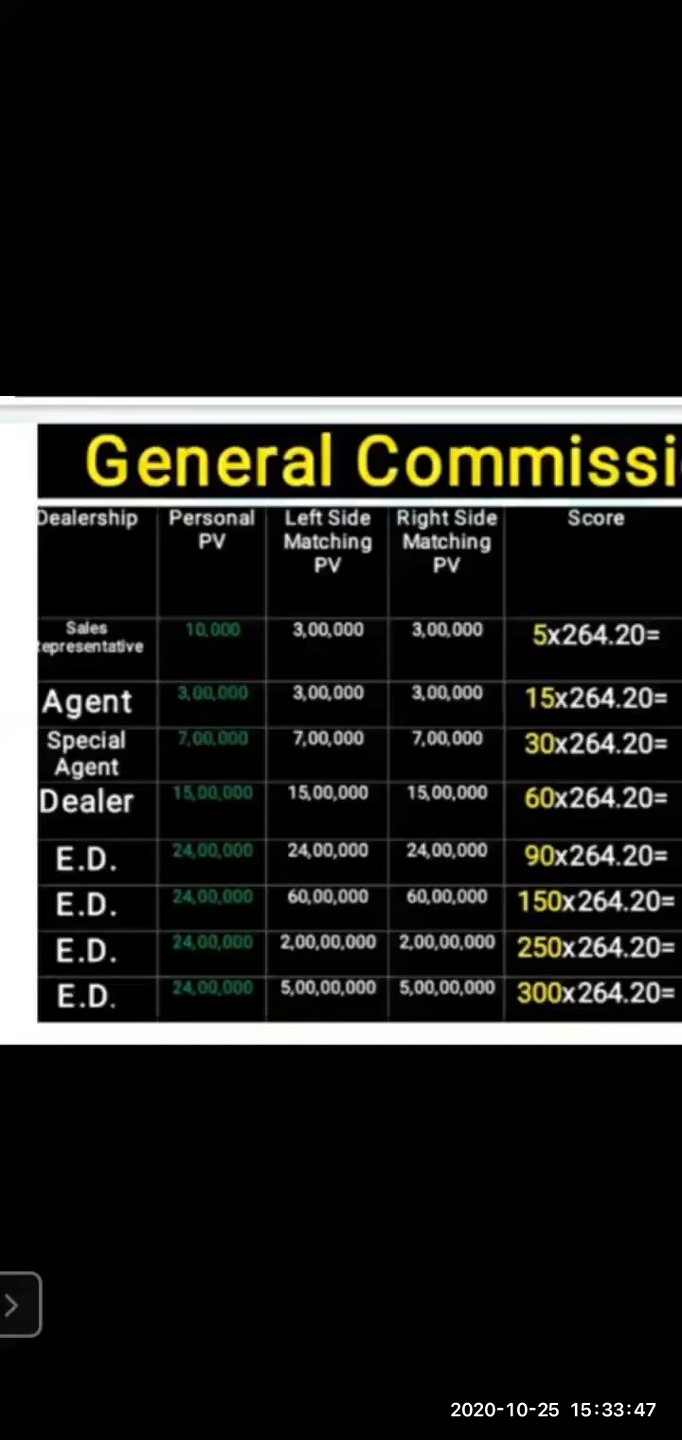 General Commissi
Dealership Personal PV Left Side Matching PV Right Side Matching PV Score
Sales epresentative 10,000 3,00,000 3,00,000 5x264.20=
Agent 3,00,000 3,00,000 3,00,000 15x264.20=
Special Agent 7,00,000 7,00,000 7,00,000 30x264.20=
Dealer 15,00,000 15,00,000 15,00,000 60x264.20=
E.D. 24,00,000 24,00,000 24,00,000 90x264.20=
E.D. 24,00,000 60,00,000 60,00,000 150x264.20=
E.D. 24,00,000 2,00,00,000 2,00,00,000 250x264.20=
E.D. 24,00,000 5,00,00,000 5,00,00,000 300x264.20=
2020-10-25 15:33:47